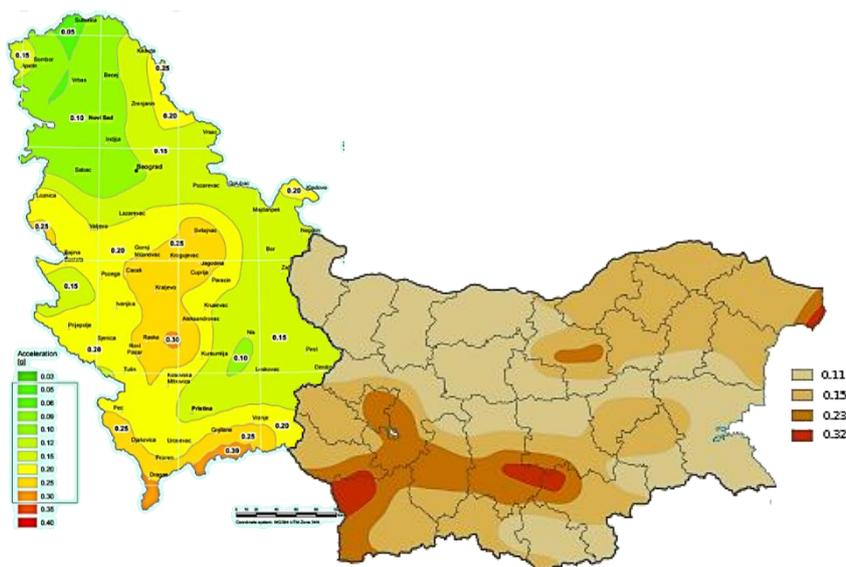 Subotica
0.05
0.15
Sombor
Apatin
Kikinda
0.25
Vrbas
Becej
Zrenjanin
0.10
Novi Sad
0.20
Vrsac
Indjija
0.15
Sabac
Beograd
Pozarevac
Golubac
0.20
Kladovo
Loznica
Lazarevac
Majdanpek
0.25
Valjevo
Negotin
Svilajnac
0.20
Gornji
Milanovac
0.25
Kragujevac
Bor
Bajina
Basta
Pozega
Cacak
Jagodina
Cuprija
Paracin
0.15
Kraljevo
Ivanjica
Krusevac
Aleksandrovac
Prijepolje
Sjenica
Raska
0.30
Nis
0.15
Novi
Pazar
0.20
Kursumlija
0.10
Pirot
Tutin
Kosovska
Mitrovica
Leskovac
Pec
Pristina
Vranje
0.20
0.25
Gnjilane
0.25
Djakovica
Urosevac
0.30
Prizren
Dragas
Acceleration
[g]
0.03
0.05
0.06
0.09
0.10
0.12
0.15
0.20
0.25
0.30
0.35
0.40
0.11
0.15
0.23
0.32